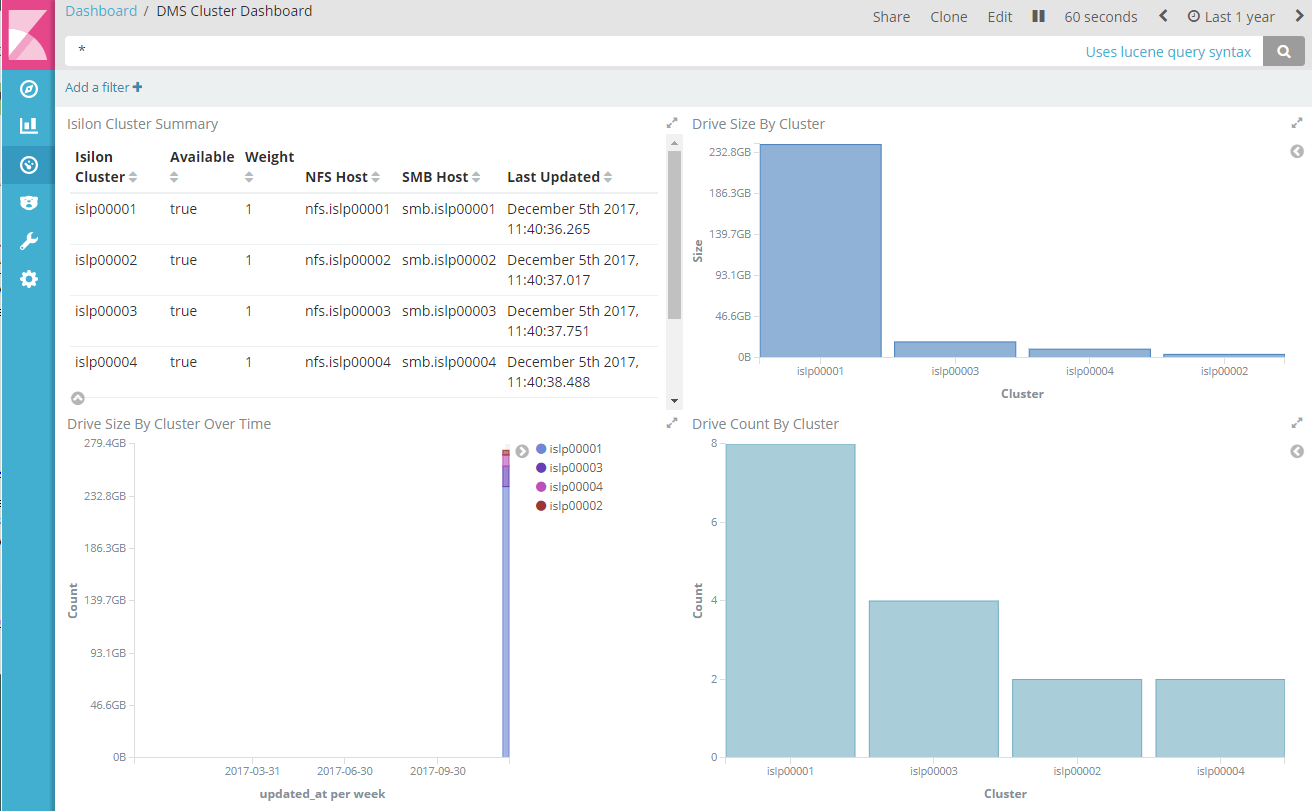 Dashboard / DMS Cluster Dashboard
Share Clone Edit 60 seconds Last 1 year
*
Uses lucene query syntax
Add a filter
Isilon Cluster Summary
Isilon Cluster Available Weight NFS Host SMB Host Last Updated
islp00001 true 1 nfs.islp00001 smb.islp00001 December 5th 2017,
11:40:36.265
islp00002 true 1 nfs.islp00002 smb.islp00002 December 5th 2017,
11:40:37.017
islp00003 true 1 nfs.islp00003 smb.islp00003 December 5th 2017,
11:40:37.751
islp00004 true 1 nfs.islp00004 smb.islp00004 December 5th 2017,
11:40:38.488
Drive Size By Cluster
232.8GB
186.3GB
139.7GB
93.1GB
46.6GB
0B
Size
islp00001 islp00003 islp00004 islp00002
Cluster
Drive Size By Cluster Over Time
279.4GB
232.8GB
186.3GB
139.7GB
93.1GB
46.6GB
0B
Count
2017-03-31 2017-06-30 2017-09-30
updated_at per week
islp00001
islp00003
islp00004
islp00002
Drive Count By Cluster
8
6
4
2
0
Count
islp00001 islp00003 islp00002 islp00004
Cluster